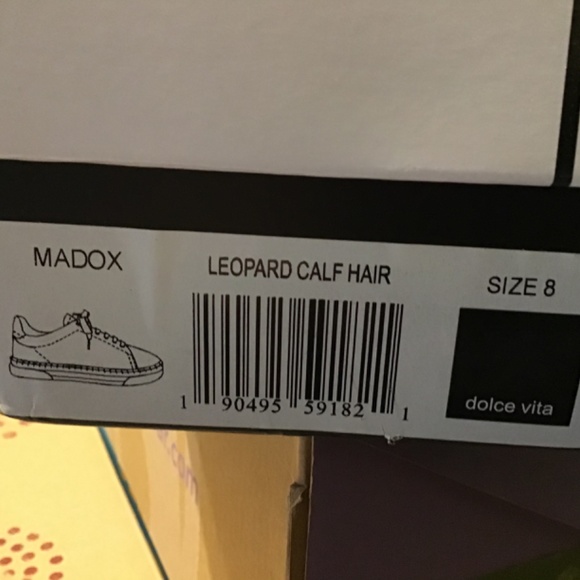 MADOX
LEOPARD CALF HAIR
SIZE 8
1 90495 59182 1
dolce vita